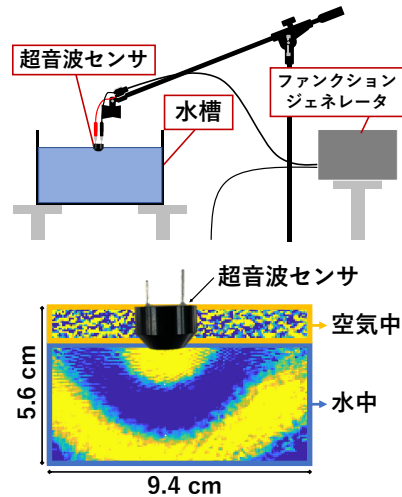 超音波センサ
水槽
ファンクション
ジェネレータ
超音波センサ
空気中
水中
5.6 cm
9.4 cm